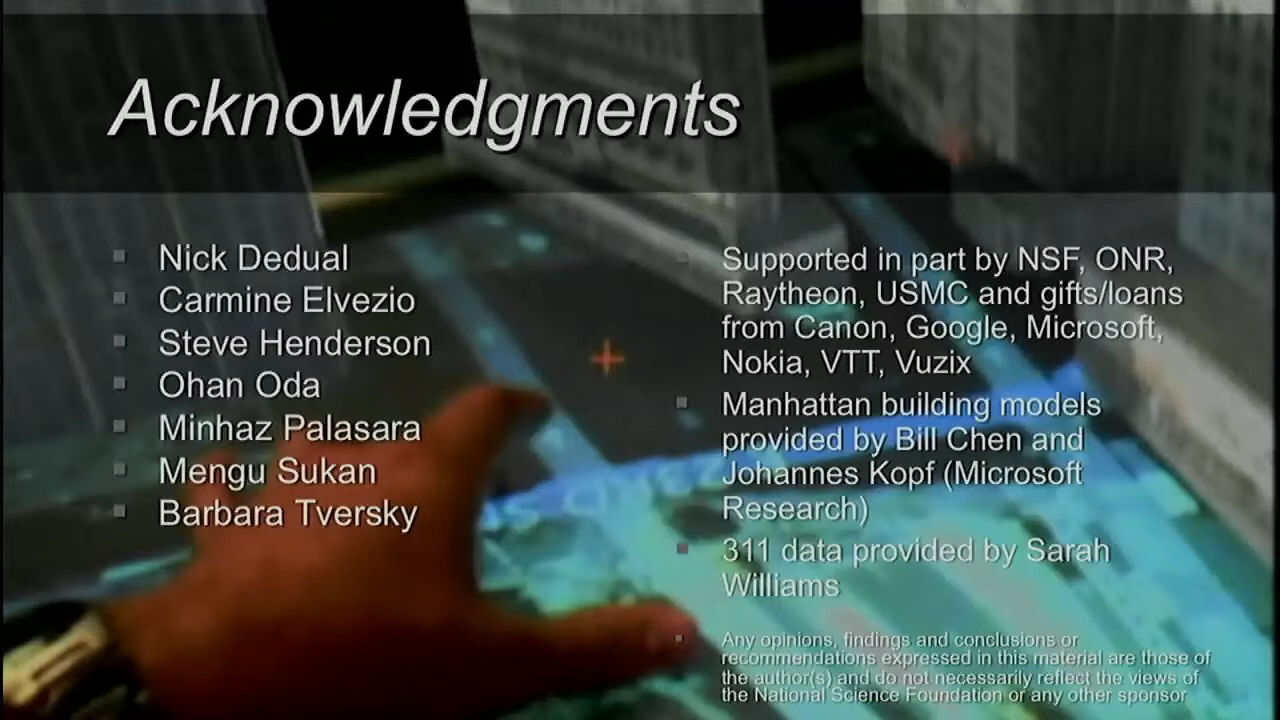 Acknowledgments
Nick Dedual
Carmine Elvezio
Steve Henderson
Ohan Oda
Minhaz Palasara
Mengu Sukan
Barbara Tversky
Supported in part by NSF, ONR,
Raytheon, USMC and gifts/loans
from Canon, Google, Microsoft,
Nokia, VTT, Vuzix
Manhattan building models
provided by Bill Chen and
Johannes Kopf (Microsoft
Research)
311 data provided by Sarah
Williams
Any opinions, findings and conclusions or
recommendations expressed in this material are those of
the author(s) and do not necessarily reflect the views of
the National Science Foundation or any other sponsor